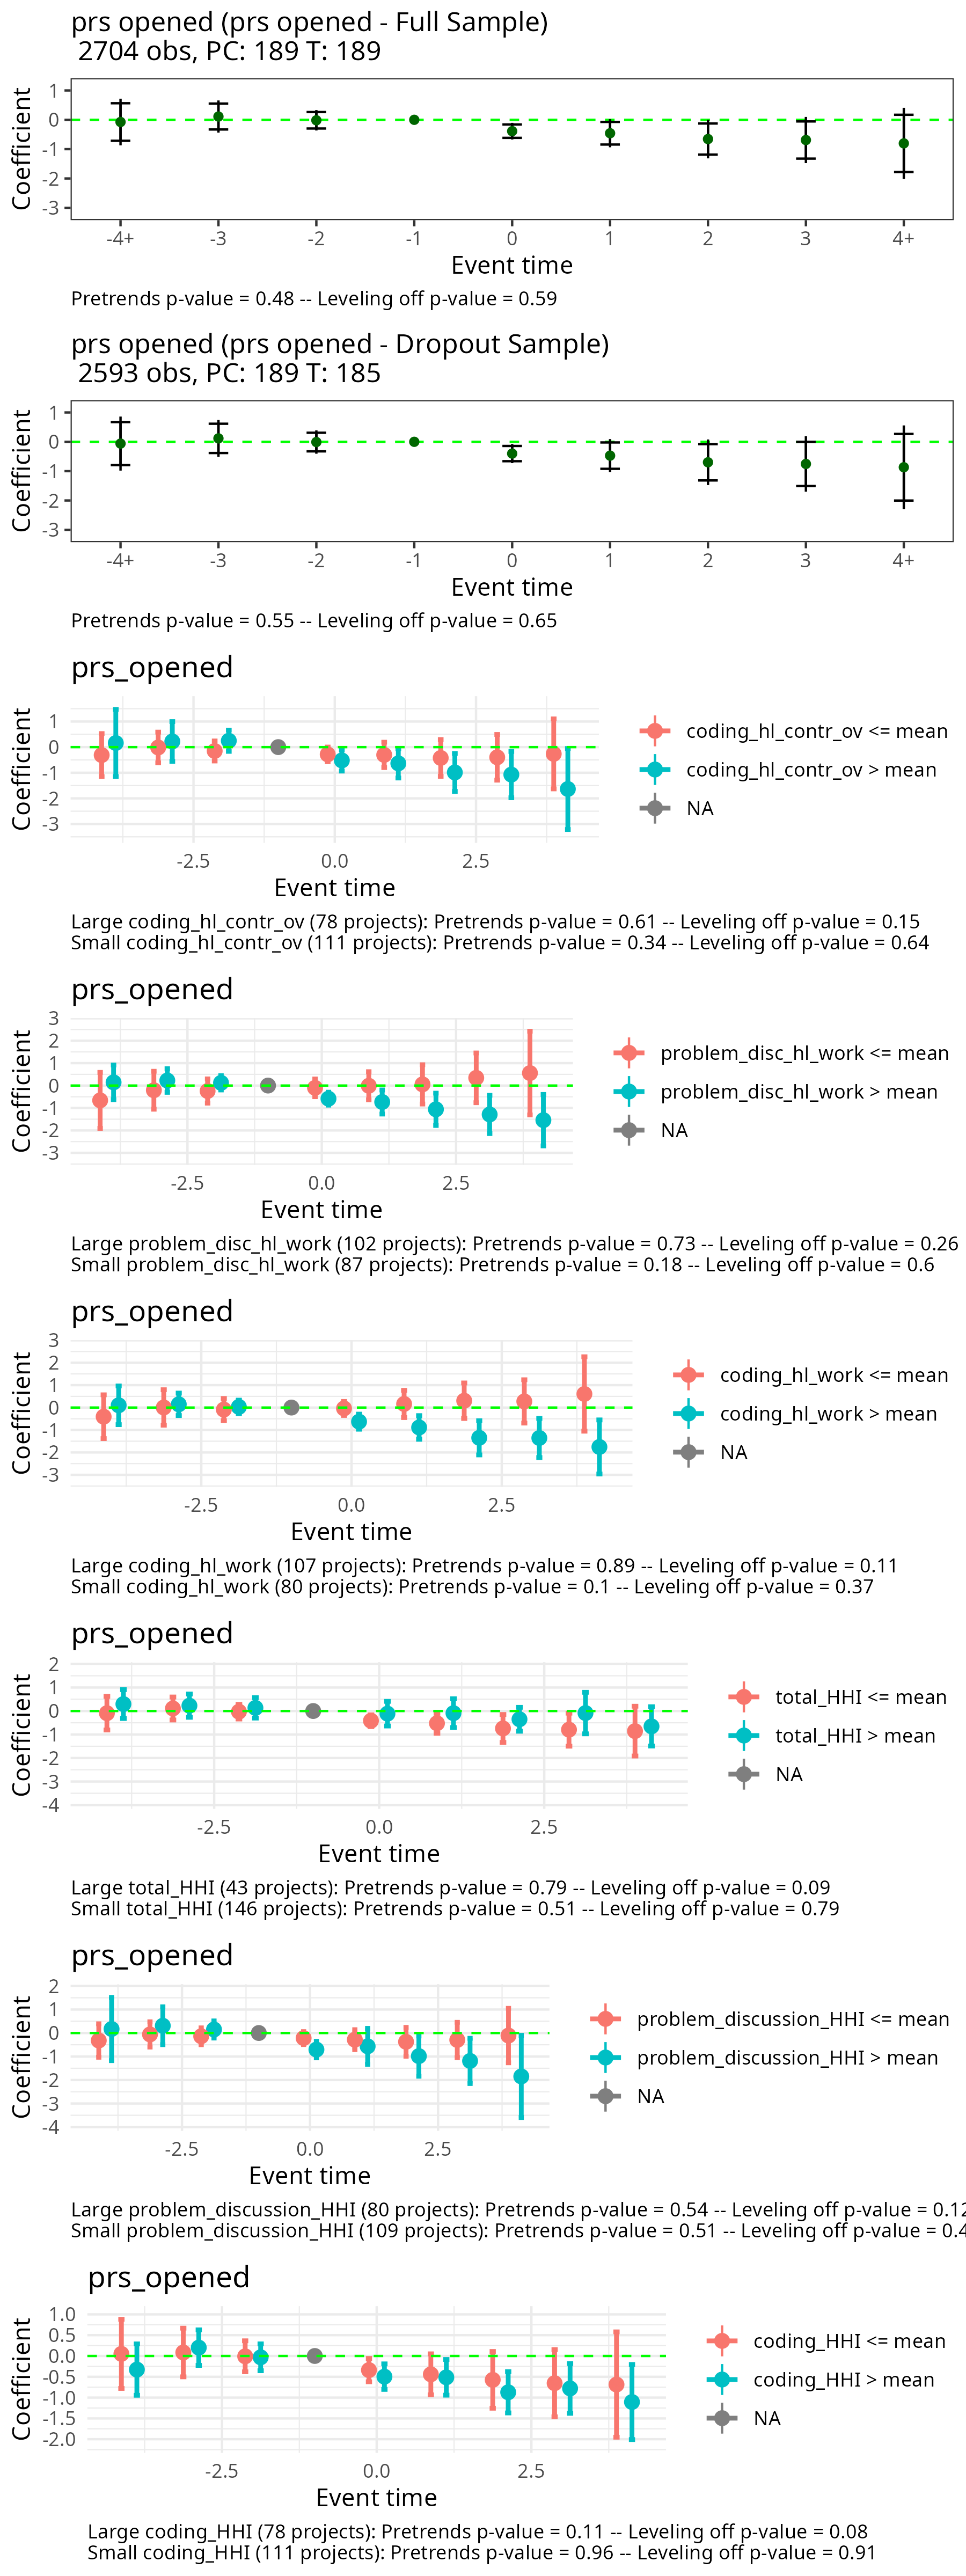 prs opened (prs opened - Full Sample)
2704 obs, PC: 189 T: 189
1
0
-1
-2
-3
Coefficient
-4+ -3 -2 -1 0 1 2 3 4+
Event time
Pretrends p-value = 0.48 -- Leveling off p-value = 0.59
prs opened (prs opened - Dropout Sample)
2593 obs, PC: 189 T: 185
1
0
-1
-2
-3
Coefficient
-4+ -3 -2 -1 0 1 2 3 4+
Event time
Pretrends p-value = 0.55 -- Leveling off p-value = 0.65
prs_opened
1
0
-1
-2
-3
Coefficient
-2.5 0.0 2.5
Event time
coding_hl_contr_ov <= mean
coding_hl_contr_ov > mean
NA
Large coding_hl_contr_ov (78 projects): Pretrends p-value = 0.61 -- Leveling off p-value = 0.15
Small coding_hl_contr_ov (111 projects): Pretrends p-value = 0.34 -- Leveling off p-value = 0.64
prs_opened
3
2
1
0
-1
-2
-3
Coefficient
-2.5 0.0 2.5
Event time
problem_disc_hl_work <= mean
problem_disc_hl_work > mean
NA
Large problem_disc_hl_work (102 projects): Pretrends p-value = 0.73 -- Leveling off p-value = 0.26
Small problem_disc_hl_work (87 projects): Pretrends p-value = 0.18 -- Leveling off p-value = 0.6
prs_opened
3
2
1
0
-1
-2
-3
Coefficient
-2.5 0.0 2.5
Event time
coding_hl_work <= mean
coding_hl_work > mean
NA
Large coding_hl_work (107 projects): Pretrends p-value = 0.89 -- Leveling off p-value = 0.11
Small coding_hl_work (80 projects): Pretrends p-value = 0.1 -- Leveling off p-value = 0.37
prs_opened
2
1
0
-1
-2
-3
-4
Coefficient
-2.5 0.0 2.5
Event time
total_HHI <= mean
total_HHI > mean
NA
Large total_HHI (43 projects): Pretrends p-value = 0.79 -- Leveling off p-value = 0.09
Small total_HHI (146 projects): Pretrends p-value = 0.51 -- Leveling off p-value = 0.79
prs_opened
2
1
0
-1
-2
-3
-4
Coefficient
-2.5 0.0 2.5
Event time
problem_discussion_HHI <= mean
problem_discussion_HHI > mean
NA
Large problem_discussion_HHI (80 projects): Pretrends p-value = 0.54 -- Leveling off p-value = 0.12
Small problem_discussion_HHI (109 projects): Pretrends p-value = 0.51 -- Leveling off p-value = 0.4
prs_opened
1.0
0.5
0.0
-0.5
-1.0
-1.5
-2.0
Coefficient
-2.5 0.0 2.5
Event time
coding_HHI <= mean
coding_HHI > mean
NA
Large coding_HHI (78 projects): Pretrends p-value = 0.11 -- Leveling off p-value = 0.08
Small coding_HHI (111 projects): Pretrends p-value = 0.96 -- Leveling off p-value = 0.91